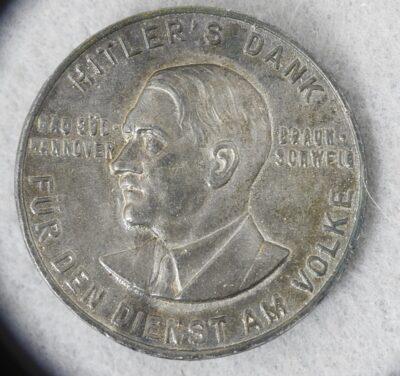 HITLER'S DANK
GAU SÜD-
HANNOVER
BRAUN-
SCHWEIG
FÜR DEN DIENST AM VOLKE